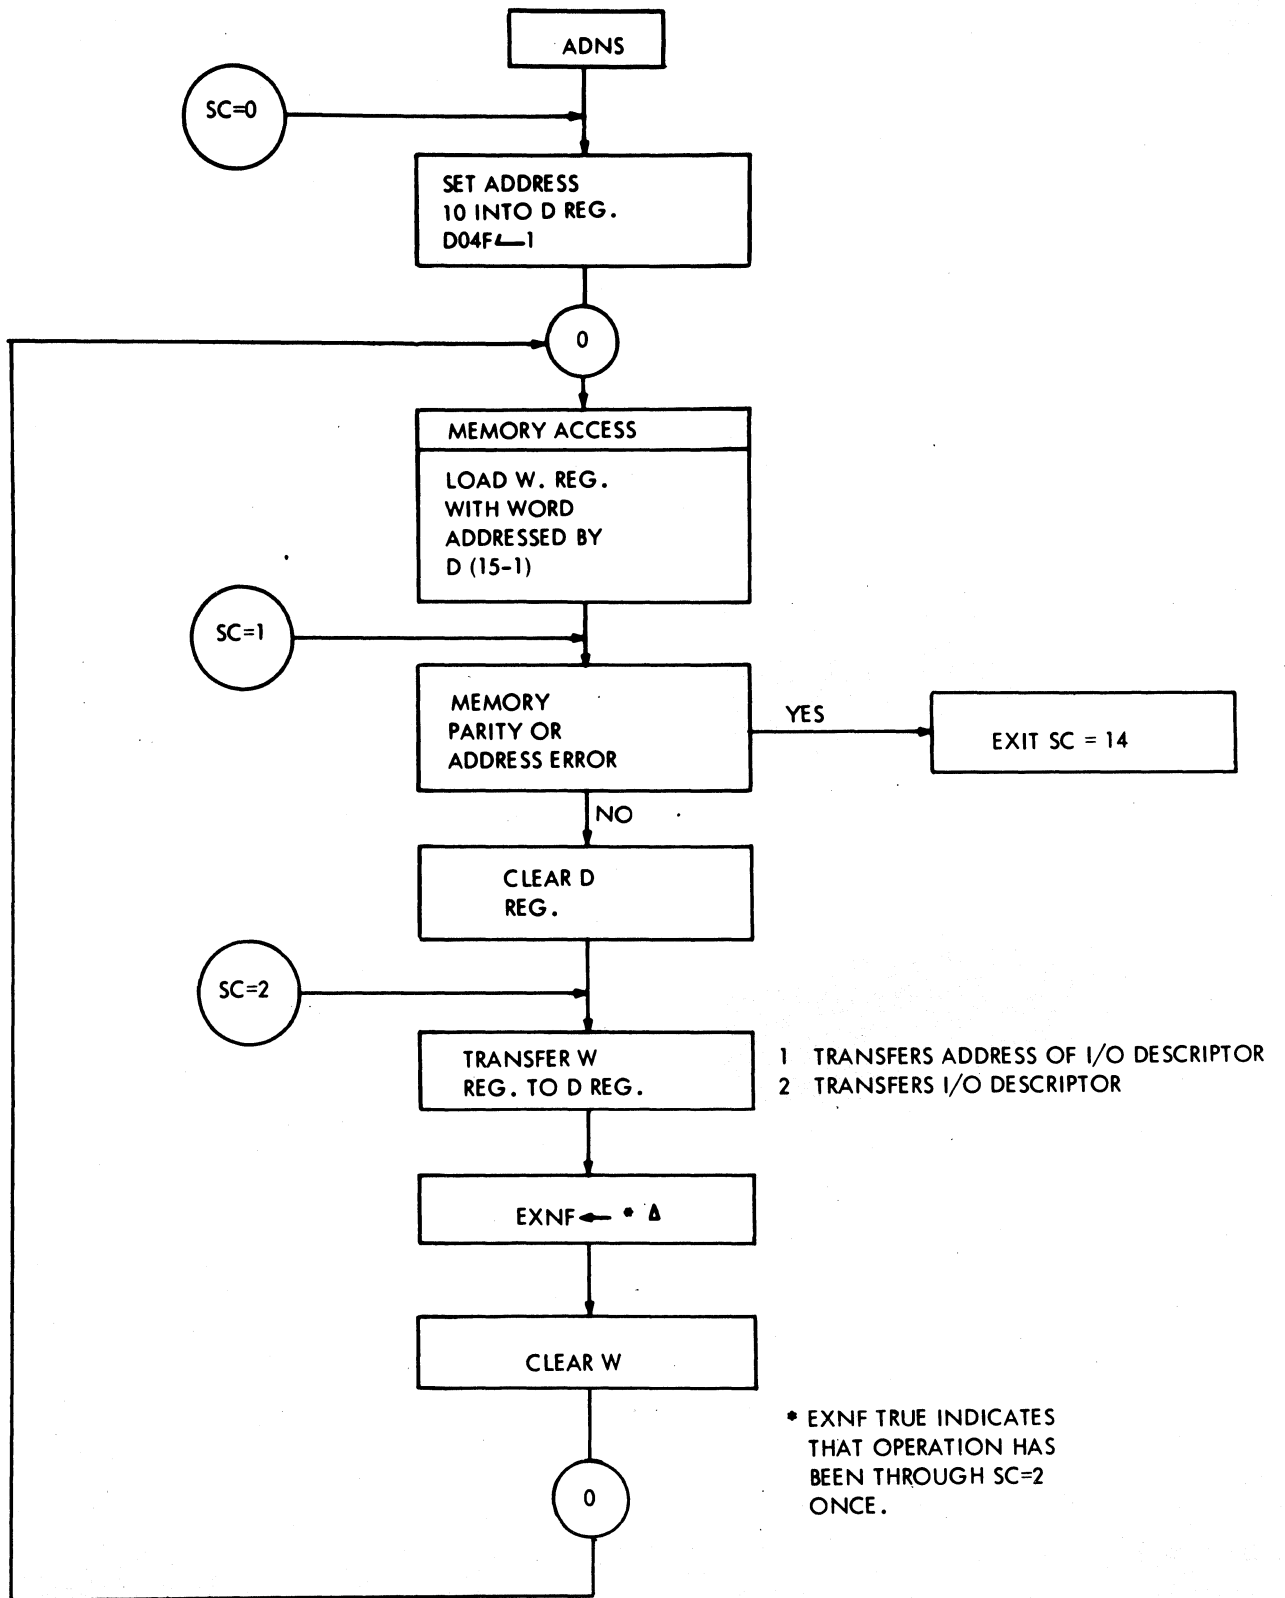 ADNS
SC=0
SET ADDRESS
10 INTO D REG.
D04F←1
0
MEMORY ACCESS
LOAD W. REG.
WITH WORD
ADDRESSED BY
D (15-1)
SC=1
MEMORY
PARITY OR
ADDRESS ERROR
YES
EXIT SC = 14
NO
CLEAR D
REG.
SC=2
TRANSFER W
REG. TO D REG.
1 TRANSFERS ADDRESS OF I/O DESCRIPTOR
2 TRANSFERS I/O DESCRIPTOR
EXNF← * Δ
CLEAR W
* EXNF TRUE INDICATES
THAT OPERATION HAS
BEEN THROUGH SC=2
ONCE.
0